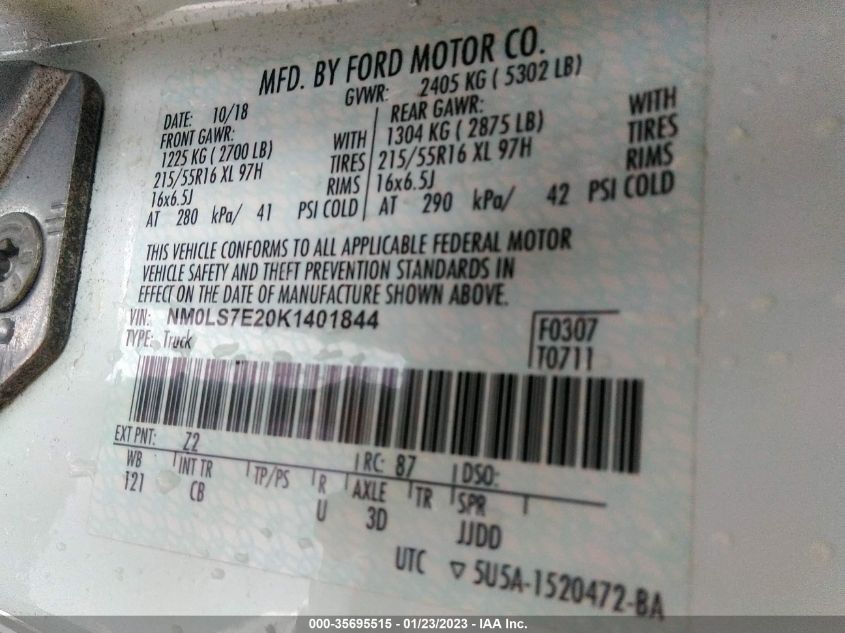 MFD. BY FORD MOTOR CO.
DATE: 10/18 GVWR: 2405 KG ( 5302 LB)
FRONT GAWR: REAR GAWR:
1225 KG ( 2700 LB) WITH 1304 KG ( 2875 LB) WITH
215/55R16 XL 97H TIRES 215/55R16 XL 97H TIRES
16x6.5J RIMS 16x6.5J RIMS
AT 280 kPa/ 41 PSI COLD AT 290 kPa/ 42 PSI COLD
THIS VEHICLE CONFORMS TO ALL APPLICABLE FEDERAL MOTOR
VEHICLE SAFETY AND THEFT PREVENTION STANDARDS IN
EFFECT ON THE DATE OF MANUFACTURE SHOWN ABOVE.
VIN: NM0LS7E20K1401844 F0307
TYPE: Truck T0711
EXT PNT: Z2 RC: 87 DSO:
WB INT TR TP/PS R AXLE TR SPR
121 CB U 3D JJDD
UTC ▽ 5U5A-1520472-BA
000-35695515 - 01/23/2023 - IAA Inc.